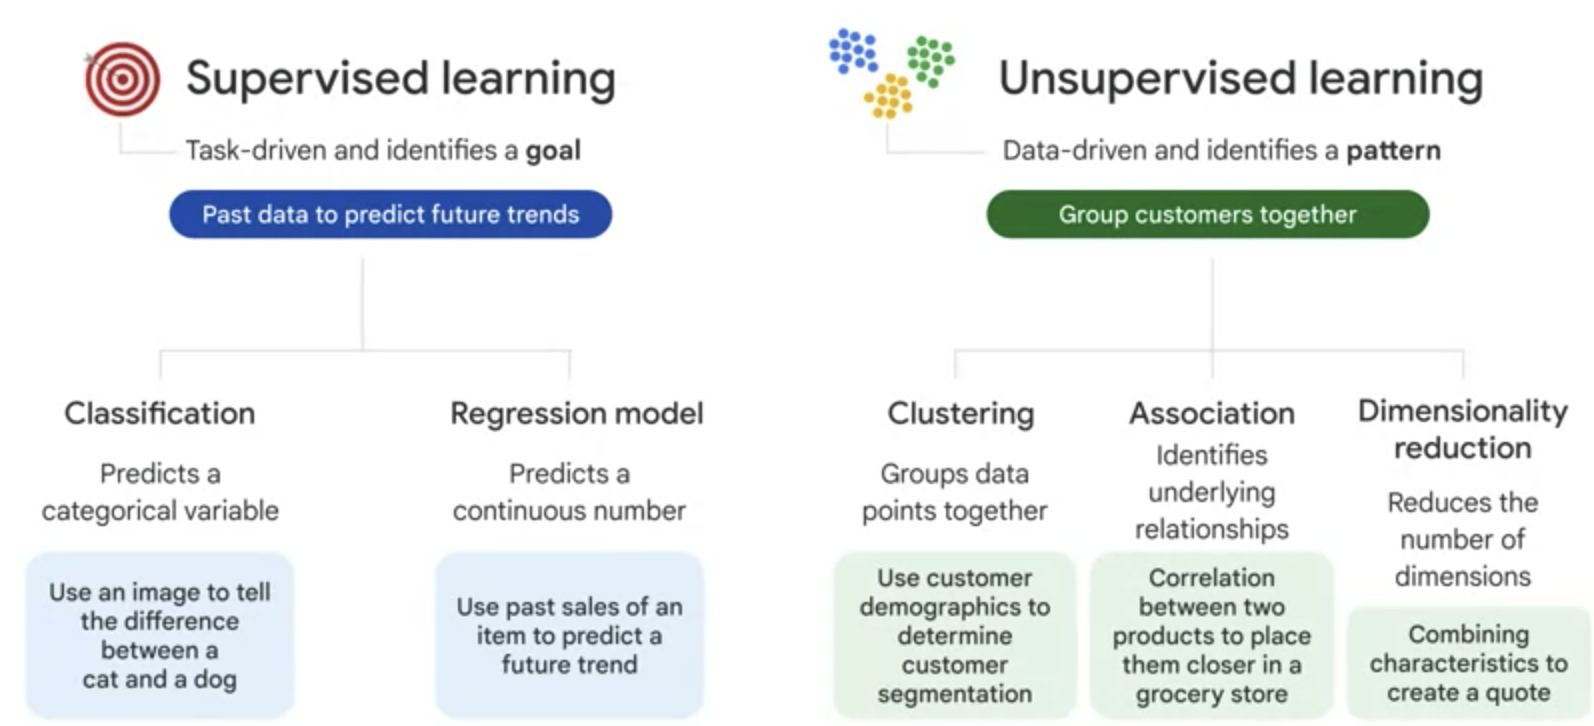 Supervised learning
Task-driven and identifies a goal
Past data to predict future trends
Classification
Predicts a
categorical variable
Use an image to tell
the difference
between a
cat and a dog
Regression model
Predicts a
continuous number
Use past sales of an
item to predict a
future trend
Unsupervised learning
Data-driven and identifies a pattern
Group customers together
Clustering
Groups data
points together
Use customer
demographics to
determine
customer
segmentation
Association
Identifies
underlying
relationships
Correlation
between two
products to place
them closer in a
grocery store
Dimensionality
reduction
Reduces the
number of
dimensions
Combining
characteristics to
create a quote